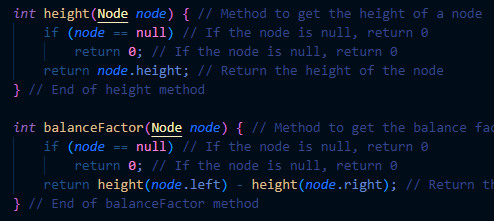 int height(Node node) { // Method to get the height of a node
if (node == null) // If the node is null, return 0
return 0; // If the node is null, return 0
return node.height; // Return the height of the node
} // End of height method
int balanceFactor(Node node) { // Method to get the balance
if (node == null) // If the node is null, return 0
return 0; // If the node is null, return 0
return height(node.left) - height(node.right); // Return
} // End of balanceFactor method